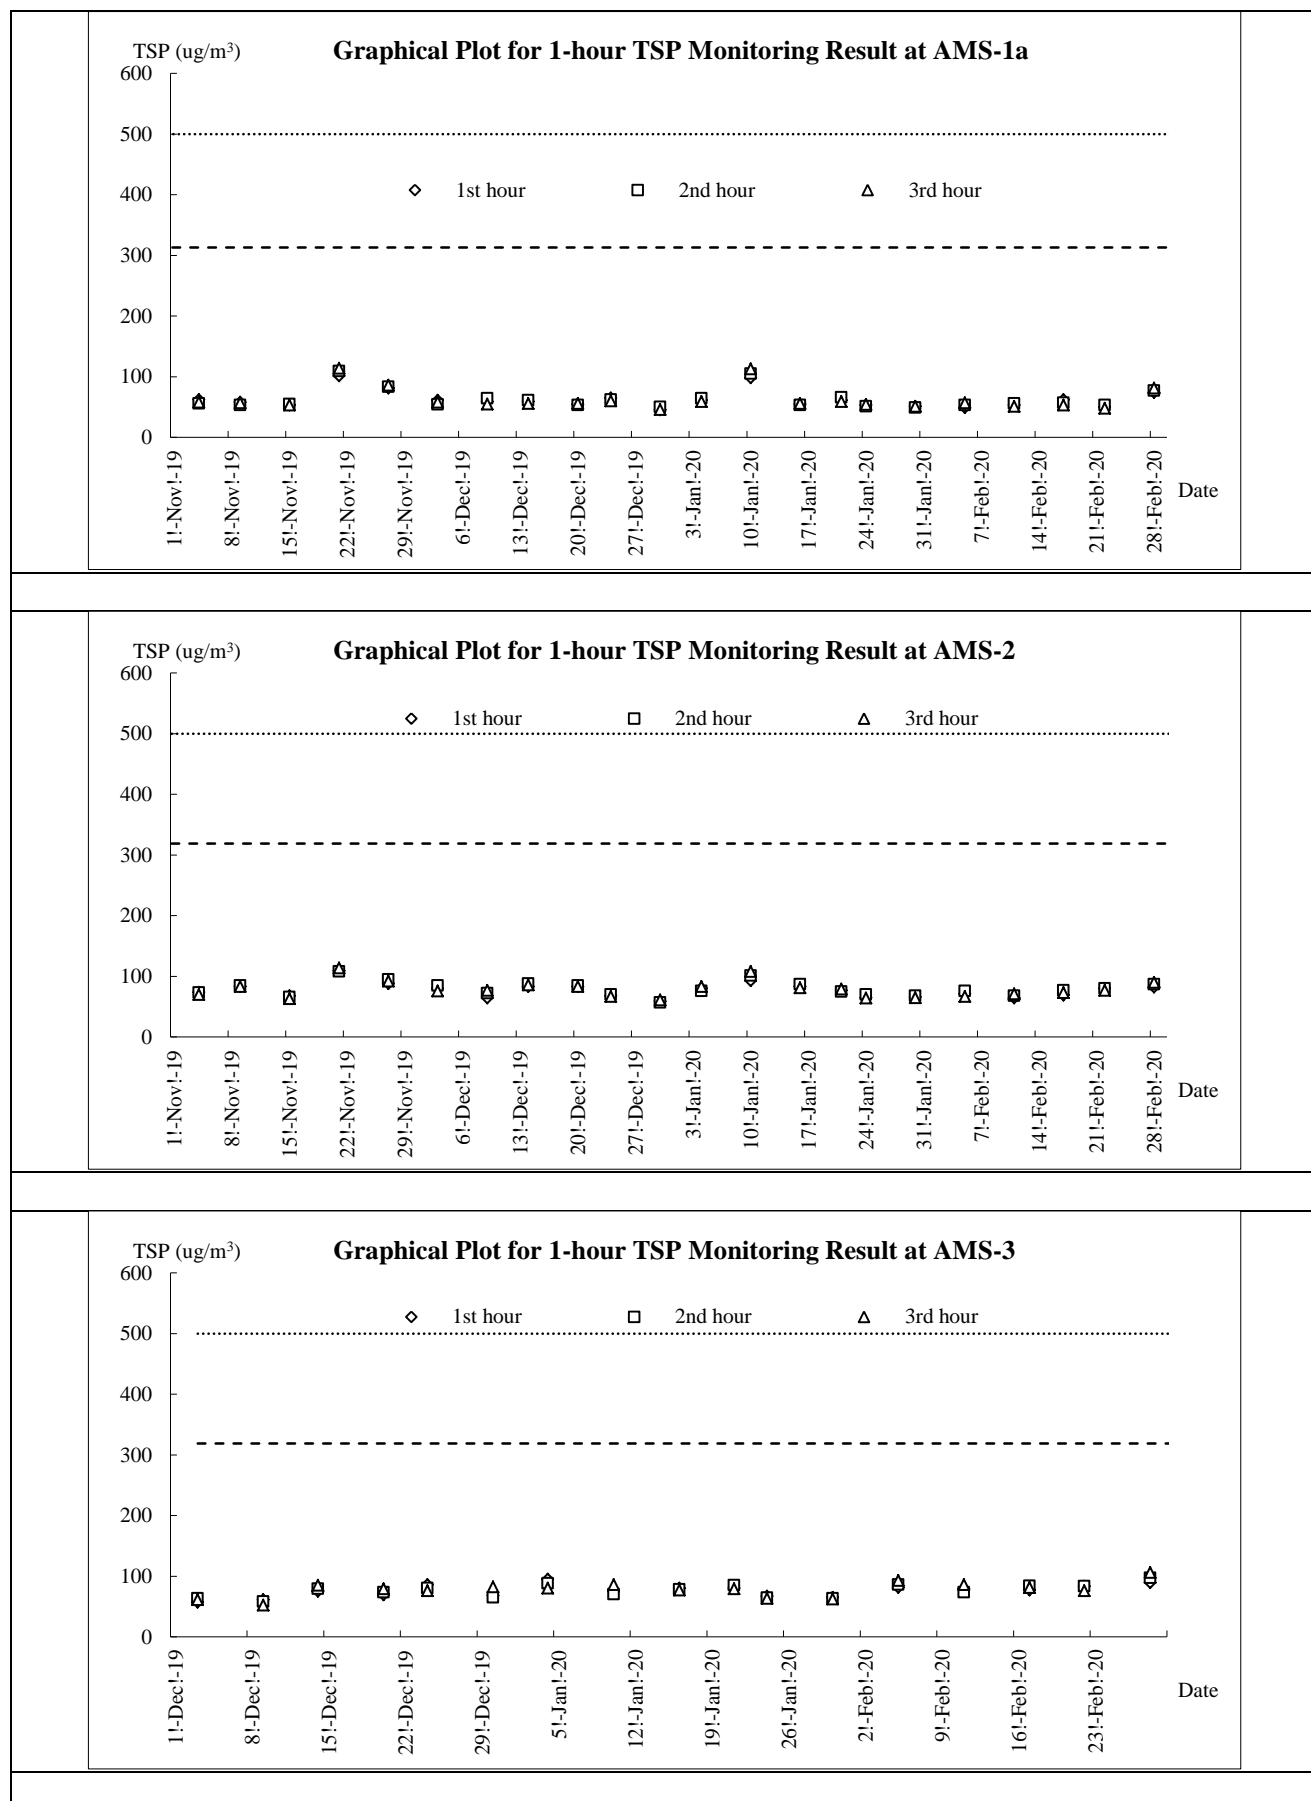 TSP (ug/m³) Graphical Plot for 1-hour TSP Monitoring Result at AMS-1a
600
500
400
1st hour 2nd hour 3rd hour
300
200
100
0
1!-Nov!-19 8!-Nov!-19 15!-Nov!-19 22!-Nov!-19 29!-Nov!-19 6!-Dec!-19 13!-Dec!-19 20!-Dec!-19 27!-Dec!-19 3!-Jan!-20 10!-Jan!-20 17!-Jan!-20 24!-Jan!-20 31!-Jan!-20 7!-Feb!-20 14!-Feb!-20 21!-Feb!-20 28!-Feb!-20
Date
TSP (ug/m³) Graphical Plot for 1-hour TSP Monitoring Result at AMS-2
600
1st hour 2nd hour 3rd hour
500
400
300
200
100
0
1!-Nov!-19 8!-Nov!-19 15!-Nov!-19 22!-Nov!-19 29!-Nov!-19 6!-Dec!-19 13!-Dec!-19 20!-Dec!-19 27!-Dec!-19 3!-Jan!-20 10!-Jan!-20 17!-Jan!-20 24!-Jan!-20 31!-Jan!-20 7!-Feb!-20 14!-Feb!-20 21!-Feb!-20 28!-Feb!-20
Date
TSP (ug/m³) Graphical Plot for 1-hour TSP Monitoring Result at AMS-3
600
1st hour 2nd hour 3rd hour
500
400
300
200
100
0
1!-Dec!-19 8!-Dec!-19 15!-Dec!-19 22!-Dec!-19 29!-Dec!-19 5!-Jan!-20 12!-Jan!-20 19!-Jan!-20 26!-Jan!-20 2!-Feb!-20 9!-Feb!-20 16!-Feb!-20 23!-Feb!-20
Date